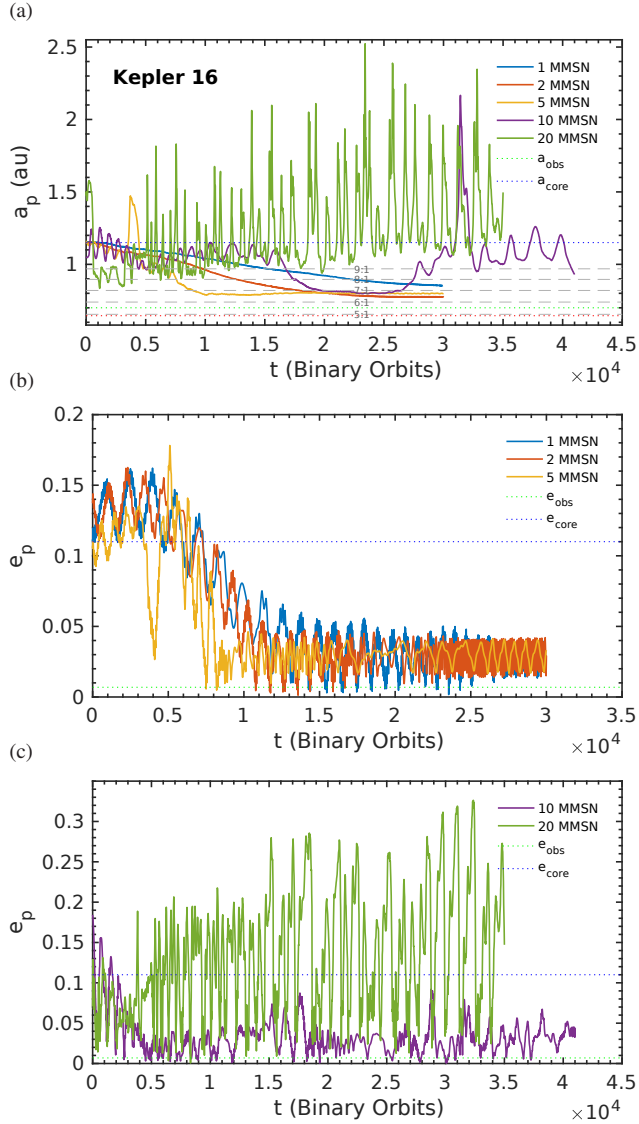 (a)
Kepler 16
2.5
2
1.5
1
a_p (au)
1 MMSN
2 MMSN
5 MMSN
10 MMSN
20 MMSN
a_obs
a_core
9:1
8:1
7:1
6:1
5:1
0 0.5 1 1.5 2 2.5 3 3.5 4 4.5
t (Binary Orbits)
×10^4
(b)
0.2
0.15
0.1
0.05
0
e_p
1 MMSN
2 MMSN
5 MMSN
e_obs
e_core
0 0.5 1 1.5 2 2.5 3 3.5
t (Binary Orbits)
×10^4
(c)
0.3
0.25
0.2
0.15
0.1
0.05
0
e_p
10 MMSN
20 MMSN
e_obs
e_core
0 0.5 1 1.5 2 2.5 3 3.5 4 4.5
t (Binary Orbits)
×10^4